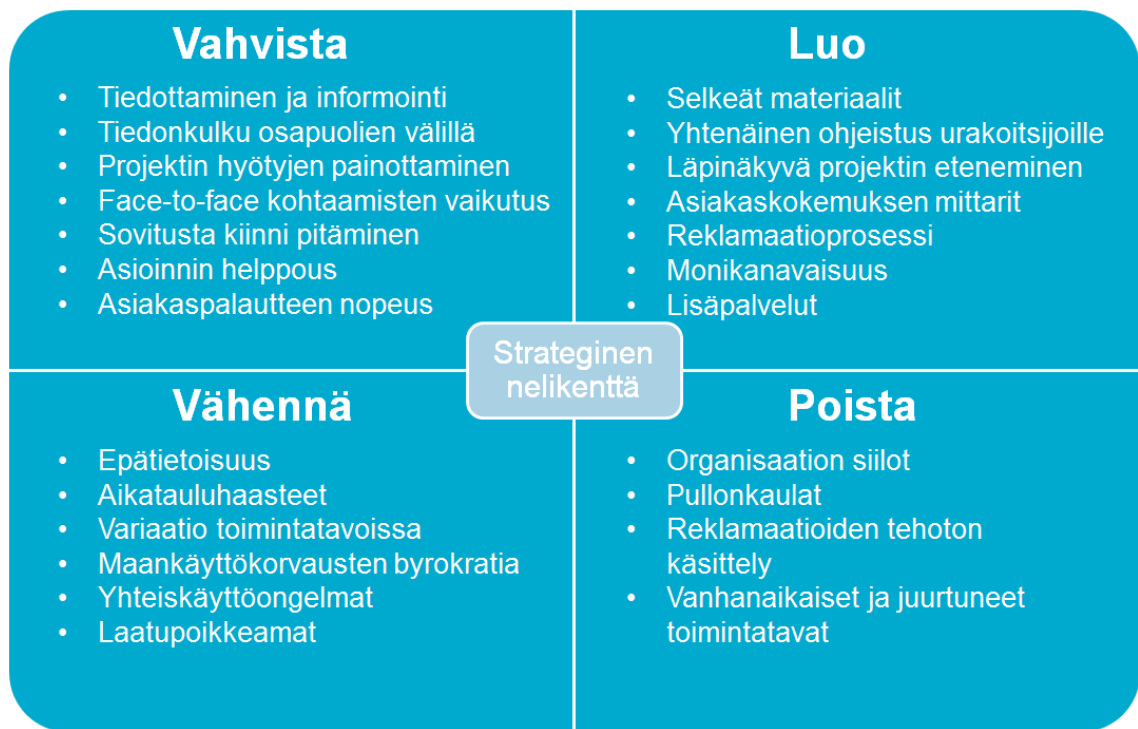 Vahvista
• Tiedottaminen ja informointi
• Tiedonkulku osapuolien välillä
• Projektin hyötyjen painottaminen
• Face-to-face kohtaamisten vaikutus
• Sovitusta kiinni pitäminen
• Asioinnin helppous
• Asiakaspalautteen nopeus
Luo
• Selkeät materiaalit
• Yhtenäinen ohjeistus urakoitsijoille
• Läpinäkyvä projektin eteneminen
• Asiakaskokemuksen mittarit
• Reklamaatioprosessi
• Monikanavaisuus
• Lisäpalvelut
Strateginen
nelikenttä
Vähennä
• Epätietoisuus
• Aikatauluhaasteet
• Variaatio toimintatavoissa
• Maankäyttökorvausten byrokratia
• Yhteiskäyttöongelmat
• Laatupoikkeamat
Poista
• Organisaation siilot
• Pullonkaulat
• Reklamaatioiden tehoton
käsittely
• Vanhanaikaiset ja juurtuneet
toimintatavat